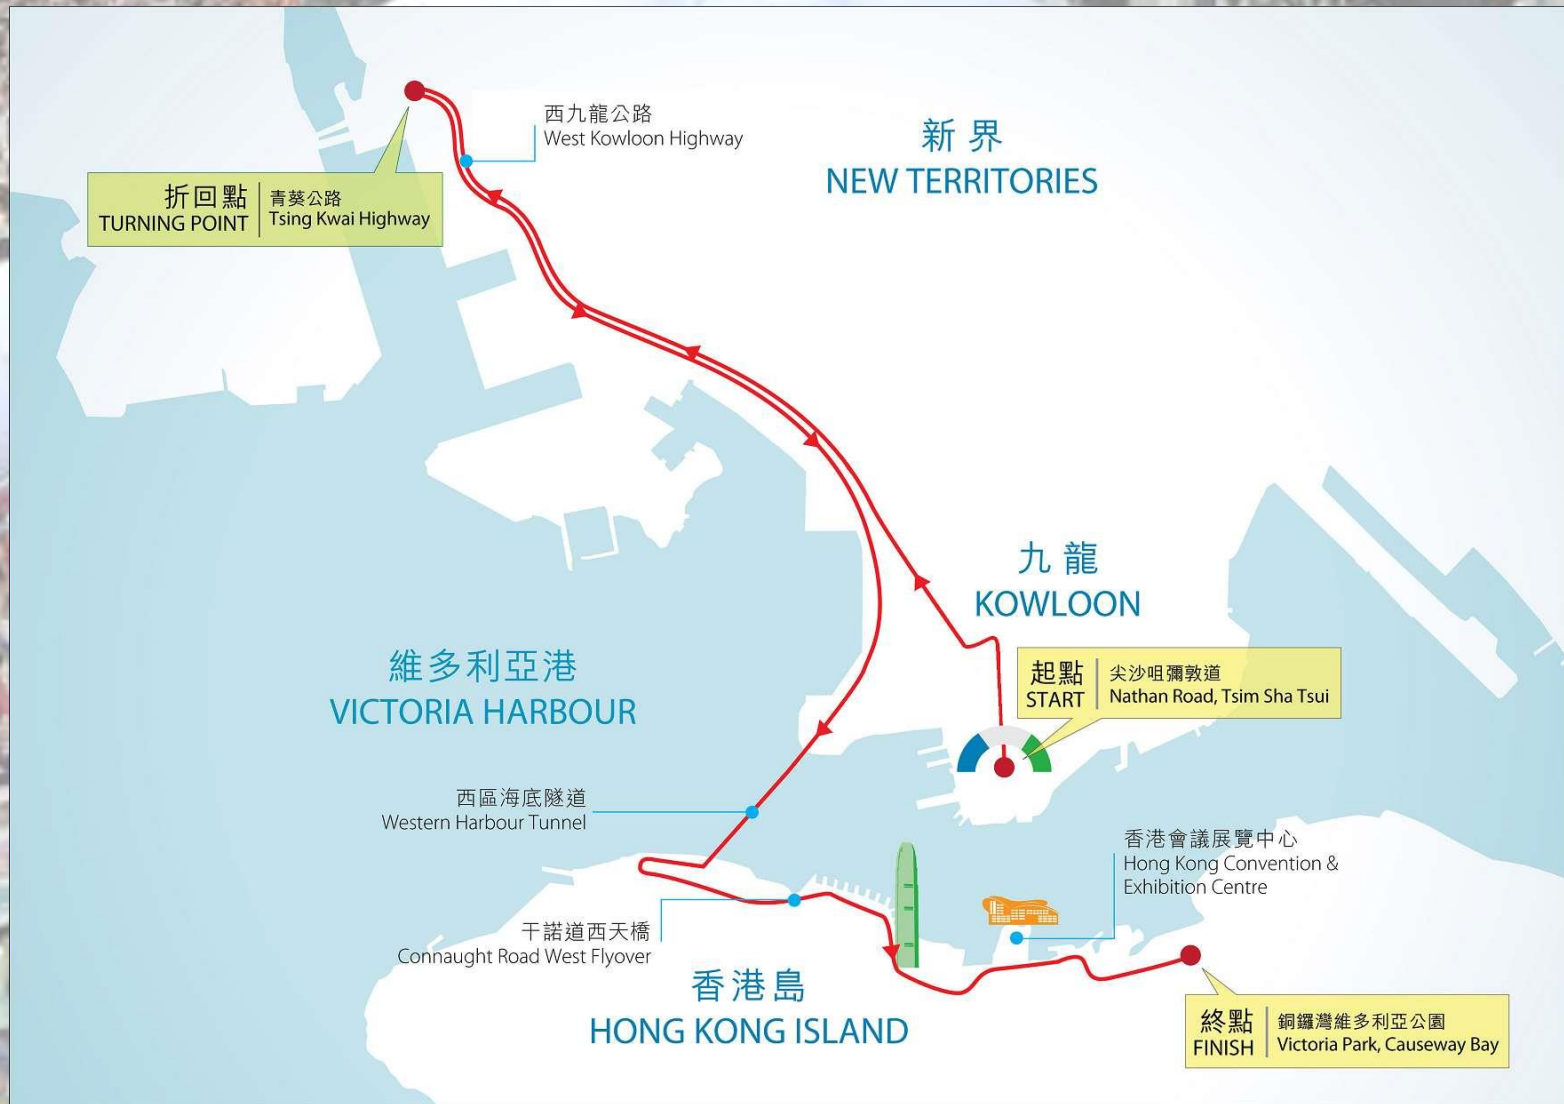 西九龍公路
West Kowloon Highway
新界
NEW TERRITORIES
折回點
TURNING POINT
青葵公路
Tsing Kwai Highway
九龍
KOWLOON
維多利亞港
VICTORIA HARBOUR
起點
START
尖沙咀彌敦道
Nathan Road, Tsim Sha Tsui
西區海底隧道
Western Harbour Tunnel
香港會議展覽中心
Hong Kong Convention &
Exhibition Centre
干諾道西天橋
Connaught Road West Flyover
香港島
HONG KONG ISLAND
終點
FINISH
銅鑼灣維多利亞公園
Victoria Park, Causeway Bay